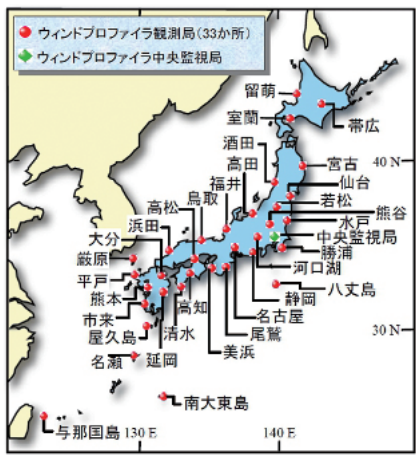 ウィンドプロファイラ観測局(33か所)
ウィンドプロファイラ中央監視局
留萌
室蘭
帯広
酒田
高田
宮古
40 N
福井
仙台
鳥取
若松
高松
熊谷
浜田
水戸
大分
中央監視局
厳原
勝浦
平戸
河口湖
熊本
八丈島
高知
静岡
市来
名古屋
屋久島
清水
尾鷲
30 N
名瀬
延岡
美浜
南大東島
与那国島
130 E
140 E